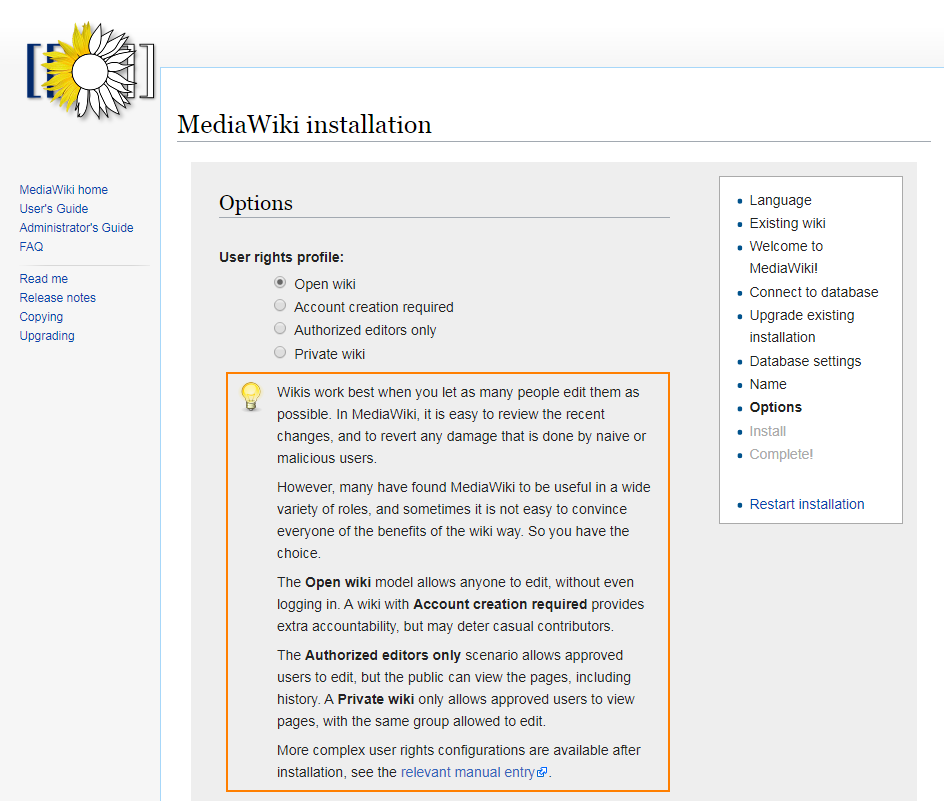 MediaWiki home
User's Guide
Administrator's Guide
FAQ
Read me
Release notes
Copying
Upgrading
MediaWiki installation
Options
User rights profile:
Open wiki
Account creation required
Authorized editors only
Private wiki
Wikis work best when you let as many people edit them as
possible. In MediaWiki, it is easy to review the recent
changes, and to revert any damage that is done by naive or
malicious users.
However, many have found MediaWiki to be useful in a wide
variety of roles, and sometimes it is not easy to convince
everyone of the benefits of the wiki way. So you have the
choice.
The Open wiki model allows anyone to edit, without even
logging in. A wiki with Account creation required provides
extra accountability, but may deter casual contributors.
The Authorized editors only scenario allows approved
users to edit, but the public can view the pages, including
history. A Private wiki only allows approved users to view
pages, with the same group allowed to edit.
More complex user rights configurations are available after
installation, see the relevant manual entry.
Language
Existing wiki
Welcome to
MediaWiki!
Connect to database
Upgrade existing
installation
Database settings
Name
Options
Install
Complete!
Restart installation